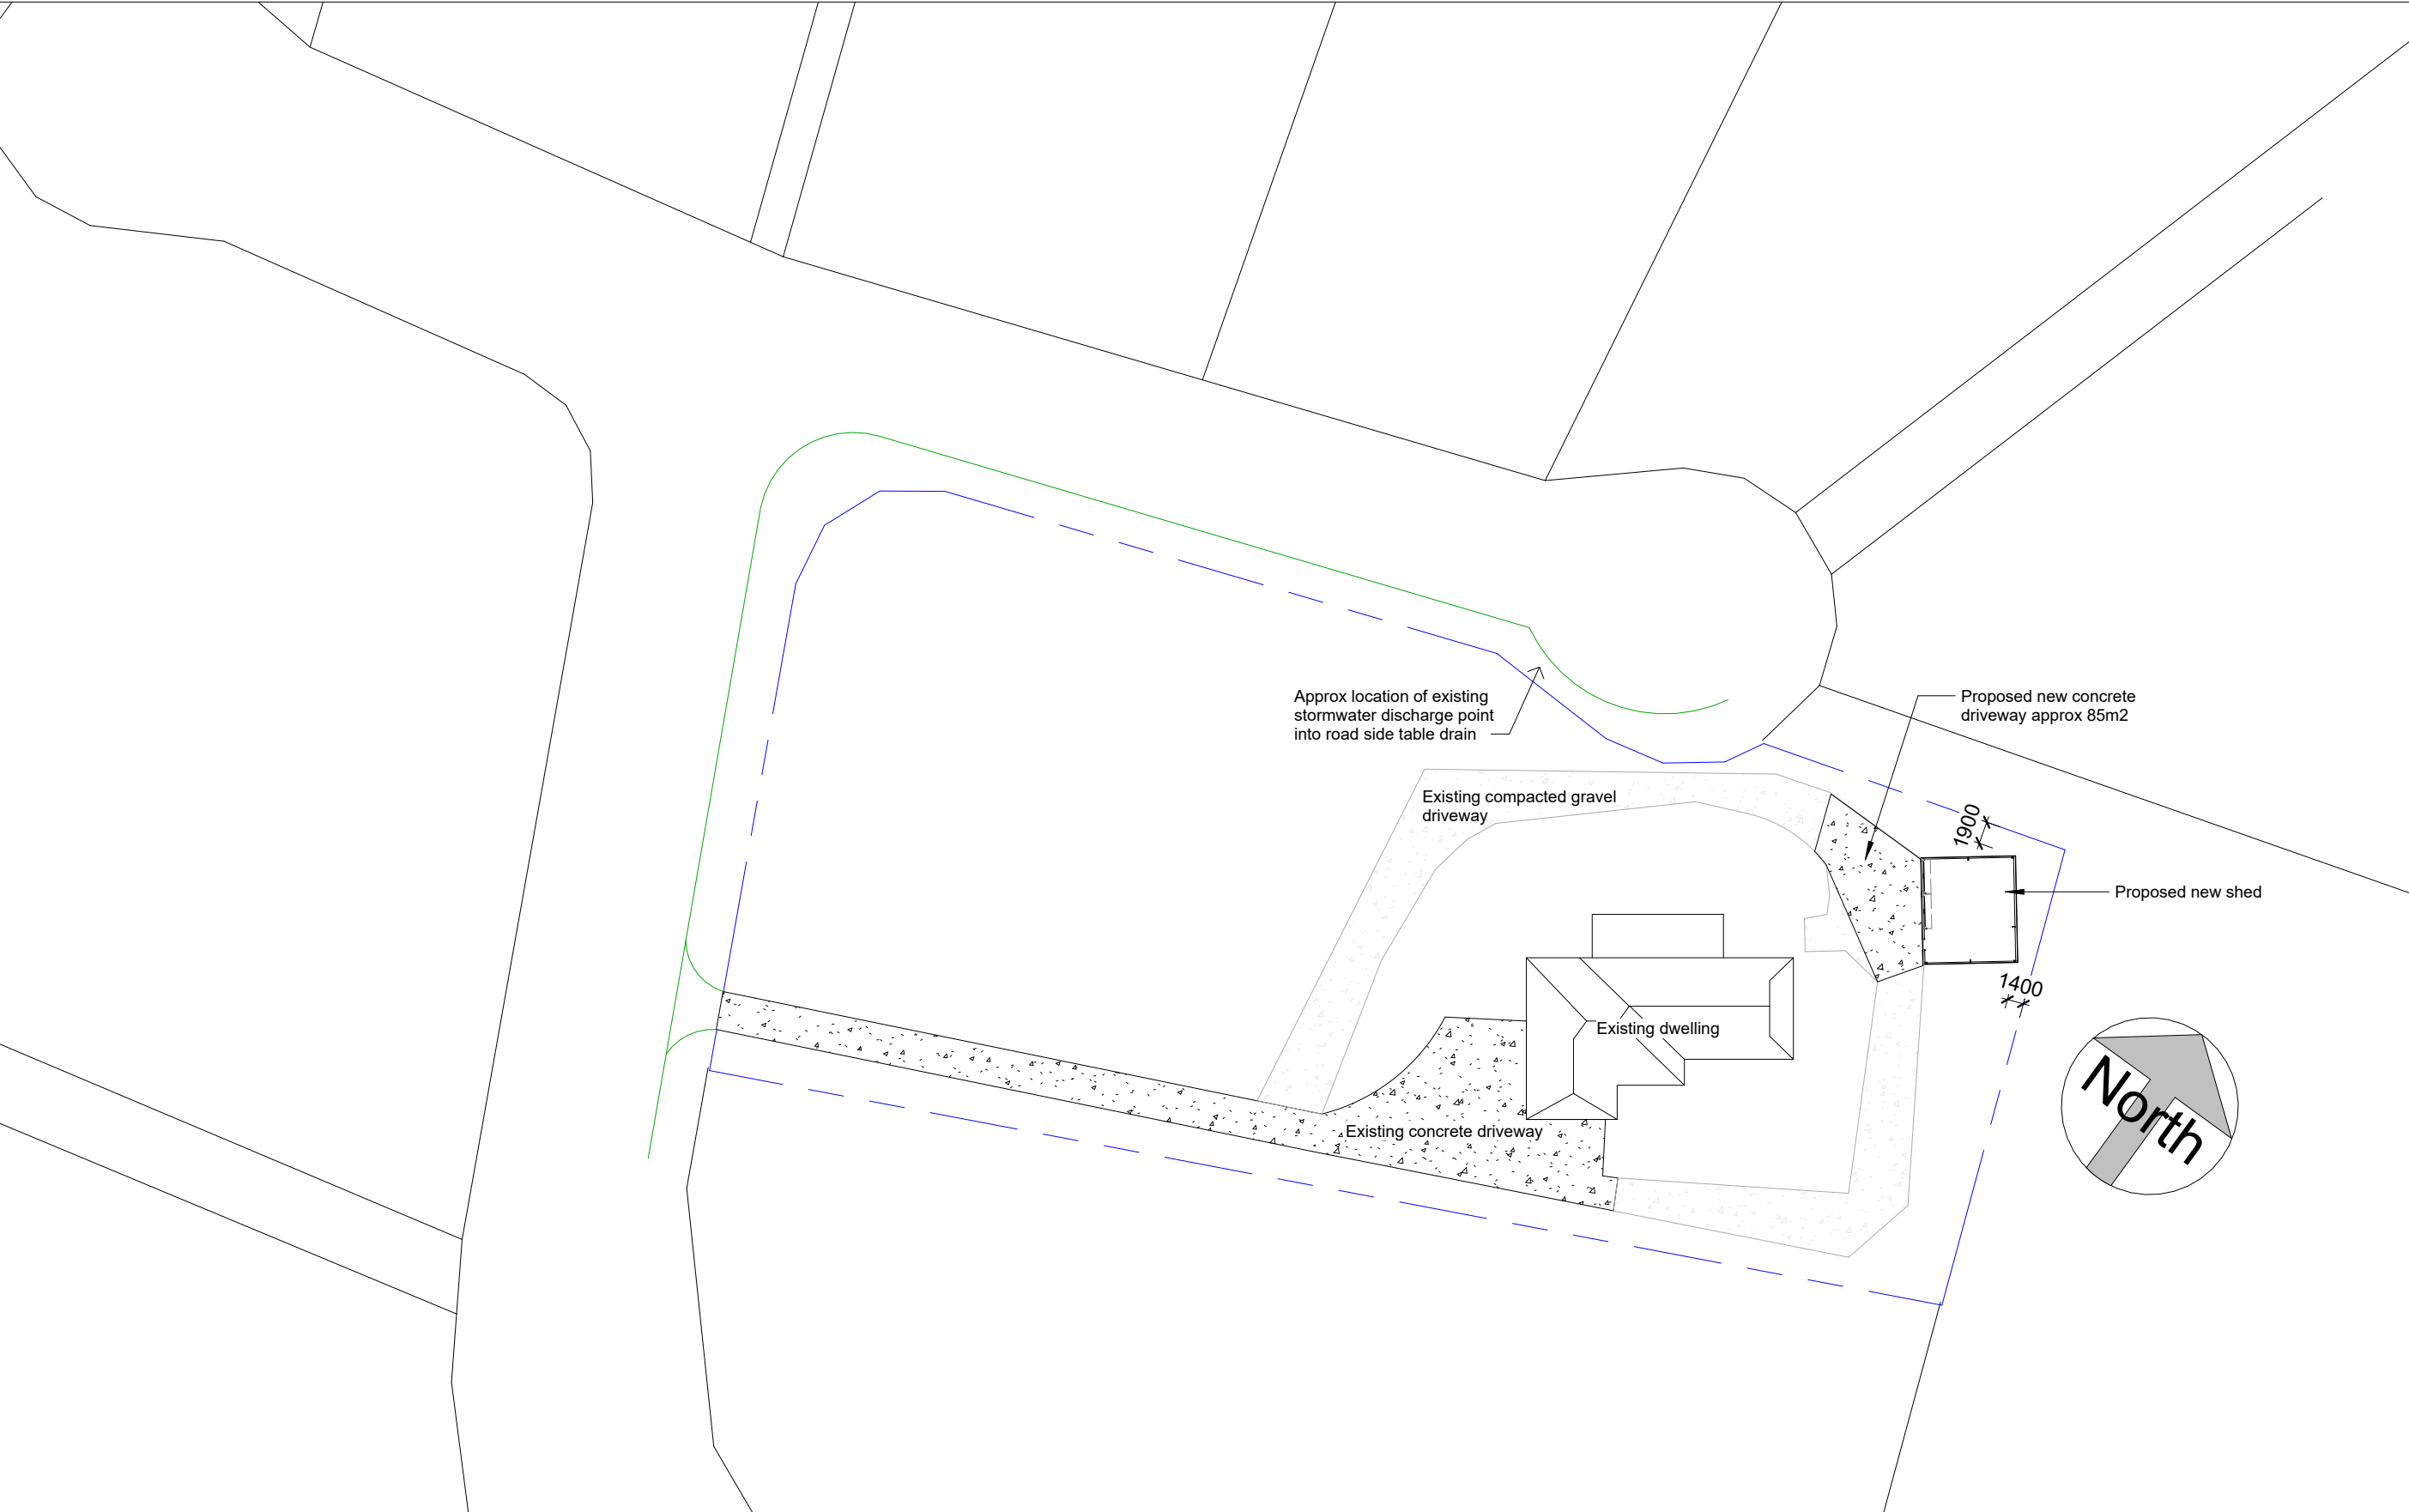 Approx location of existing
stormwater discharge point
into road side table drain
Proposed new concrete
driveway approx 85m2
Existing compacted gravel
driveway
1900
Proposed new shed
1400
Existing dwelling
North
Existing concrete driveway